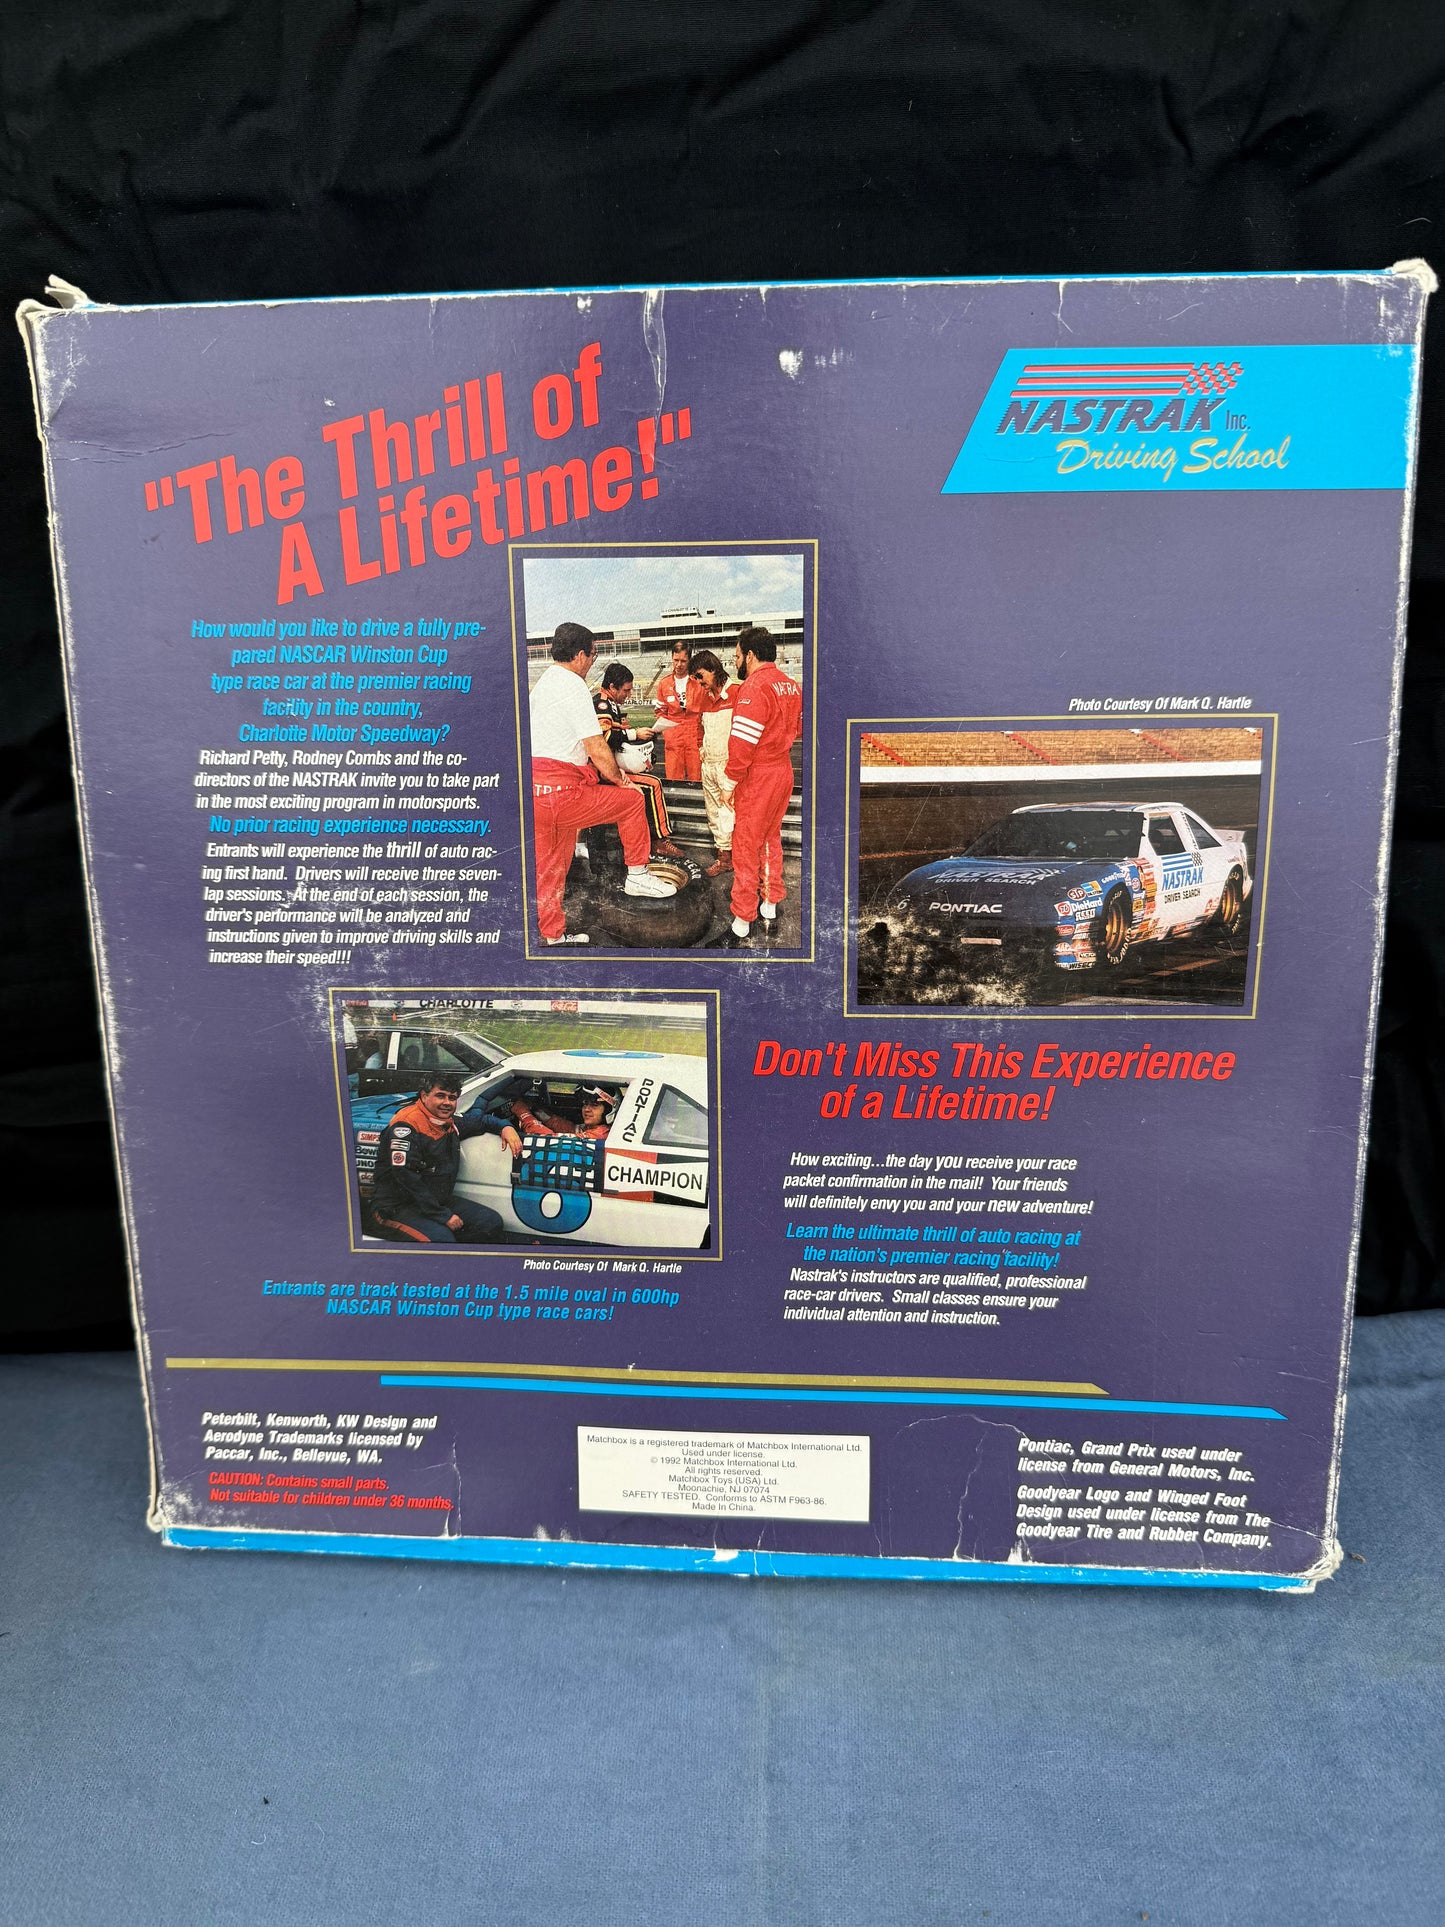 "The Thrill of
A Lifetime!"
NASTRAK Inc.
Driving School
How would you like to drive a fully pre-
pared NASCAR Winston Cup
type race car at the premier racing
facility in the country,
Charlotte Motor Speedway?
Richard Petty, Rodney Combs and the co-
directors of the NASTRAK invite you to take part
in the most exciting program in motorsports.
No prior racing experience necessary.
Entrants will experience the thrill of auto rac-
ing first hand. Drivers will receive three seven-
lap sessions. At the end of each session, the
driver's performance will be analyzed and
instructions given to improve driving skills and
increase their speed!!!
Photo Courtesy Of Mark Q. Hartle
NASTRAK
DRIVER SEARCH
6 PONTIAC
NASTRAK
DRIVER SEARCH
STP
DieHard
CHARLOTTE
PONTIAC
CHAMPION
6
Photo Courtesy Of Mark Q. Hartle
Entrants are track tested at the 1.5 mile oval in 600hp
NASCAR Winston Cup type race cars!
Don't Miss This Experience
of a Lifetime!
How exciting...the day you receive your race
packet confirmation in the mail! Your friends
will definitely envy you and your new adventure!
Learn the ultimate thrill of auto racing at
the nation's premier racing facility!
Nastrak's instructors are qualified, professional
race-car drivers. Small classes ensure your
individual attention and instruction.
Peterbilt, Kenworth, KW Design and
Aerodyne Trademarks licensed by
Paccar, Inc., Bellevue, WA.
CAUTION: Contains small parts.
Not suitable for children under 36 months.
Matchbox is a registered trademark of Matchbox International Ltd.
Used under license.
© 1992 Matchbox International Ltd.
All rights reserved.
Matchbox Toys (USA) Ltd.
Moonachie, NJ 07074
SAFETY TESTED. Conforms to ASTM F963-86.
Made In China.
Pontiac, Grand Prix used under
license from General Motors, Inc.
Goodyear Logo and Winged Foot
Design used under license from The
Goodyear Tire and Rubber Company.